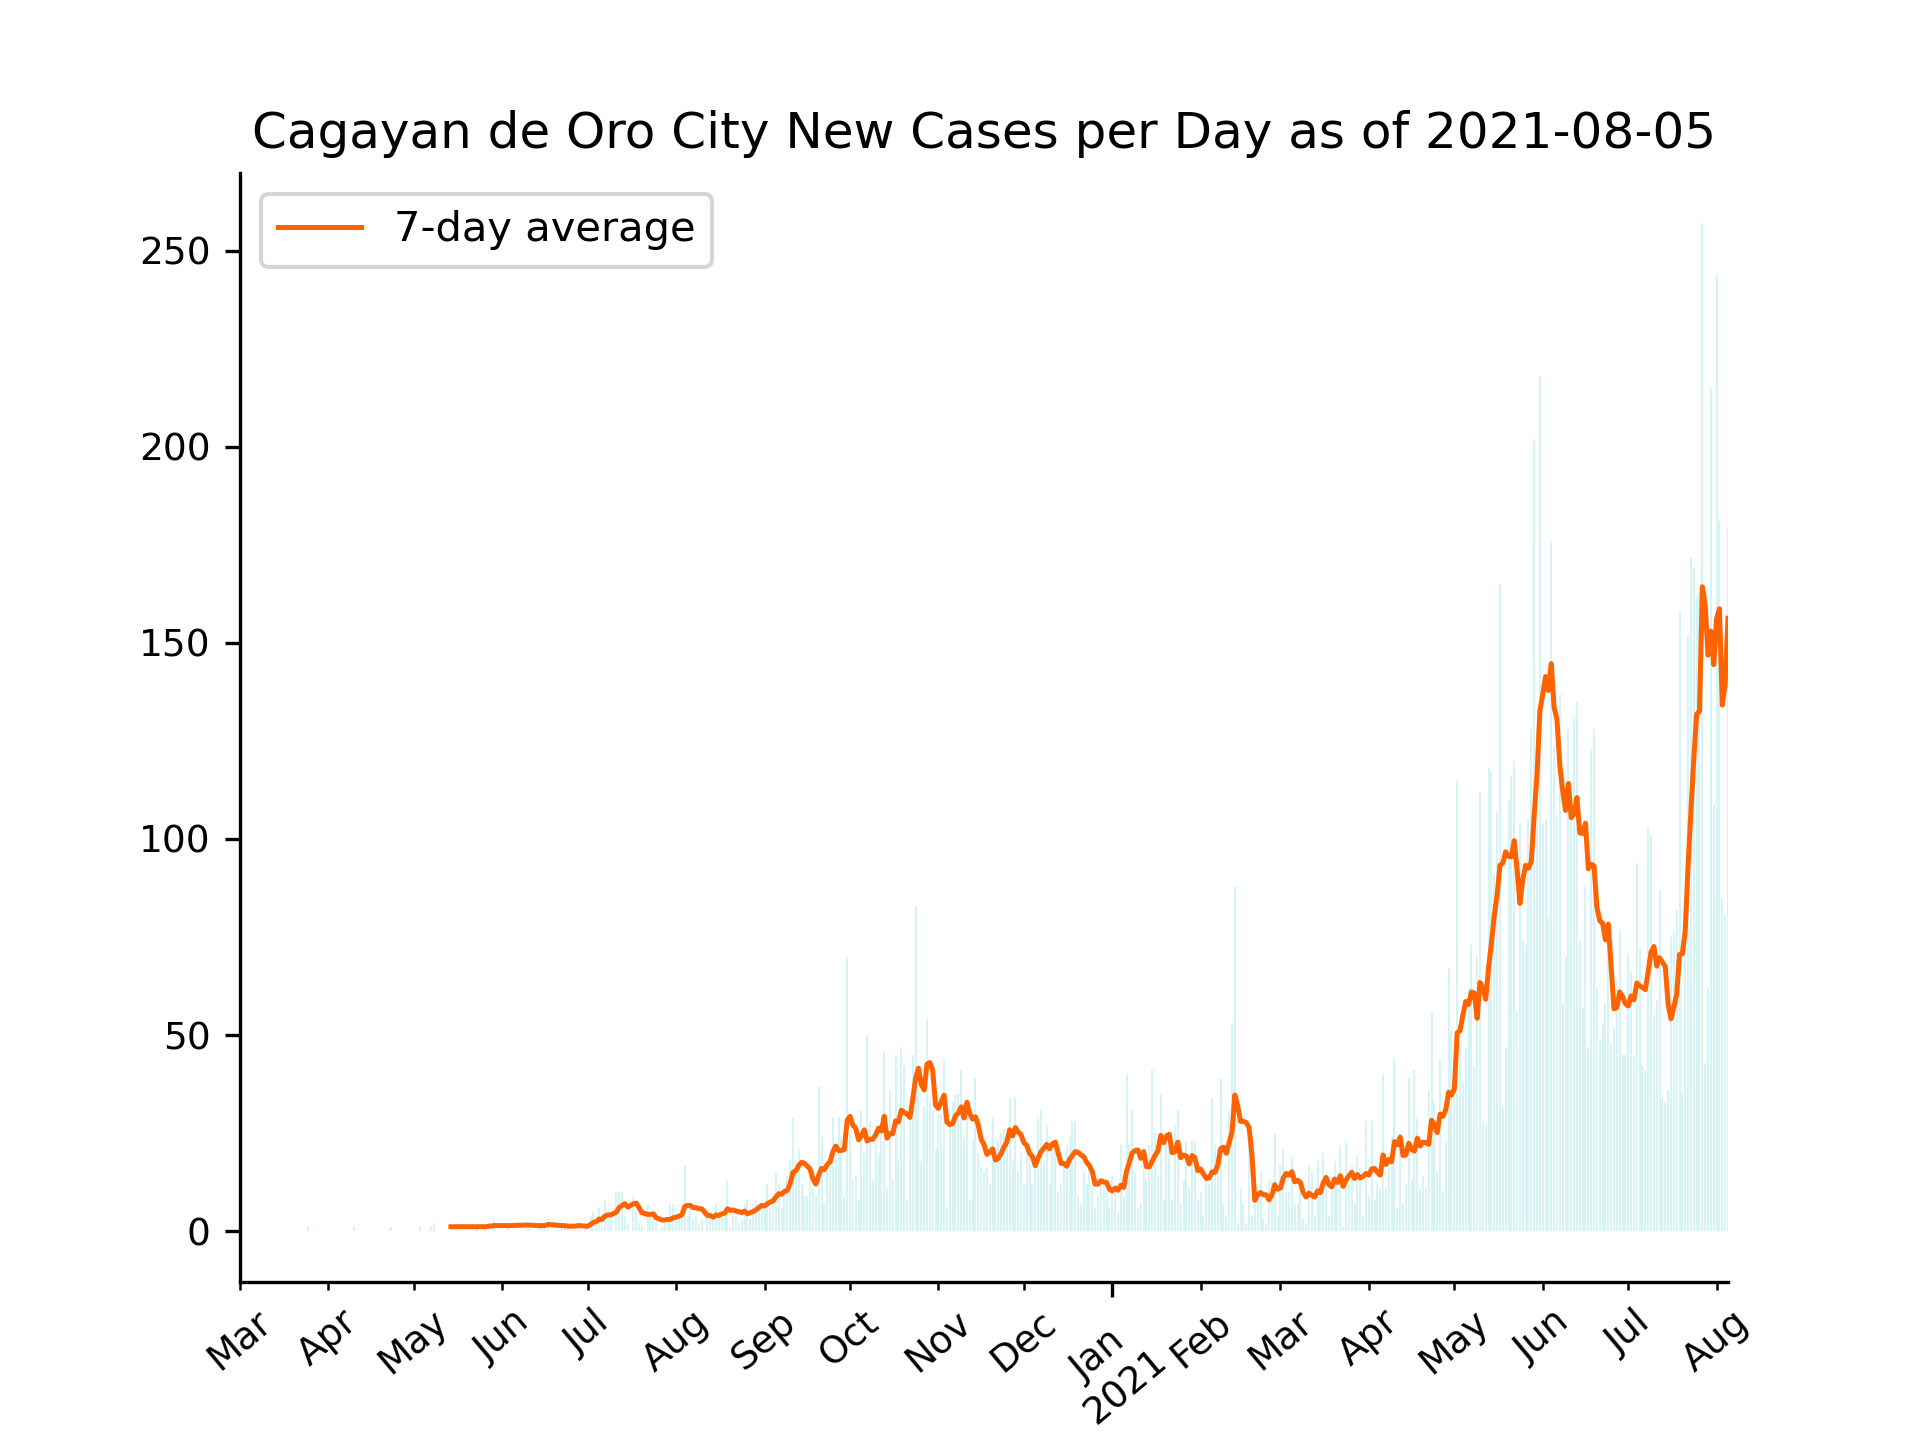 Cagayan de Oro City New Cases per Day as of 2021-08-05
7-day average
250
200
150
100
50
0
Mar
Apr
May
Jun
Jul
Aug
Sep
Oct
Nov
Dec
Jan
2021
Feb
Mar
Apr
May
Jun
Jul
Aug